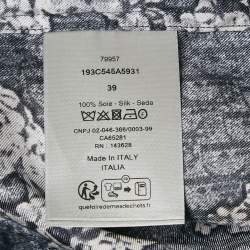 79957
193C545A5931
39
100% Soie - Silk - Seda
CNPJ 02-046-366/0003-99
CA65281
RN : 143628
Made In ITALY
ITALIA
quefairedemesdechets.fr